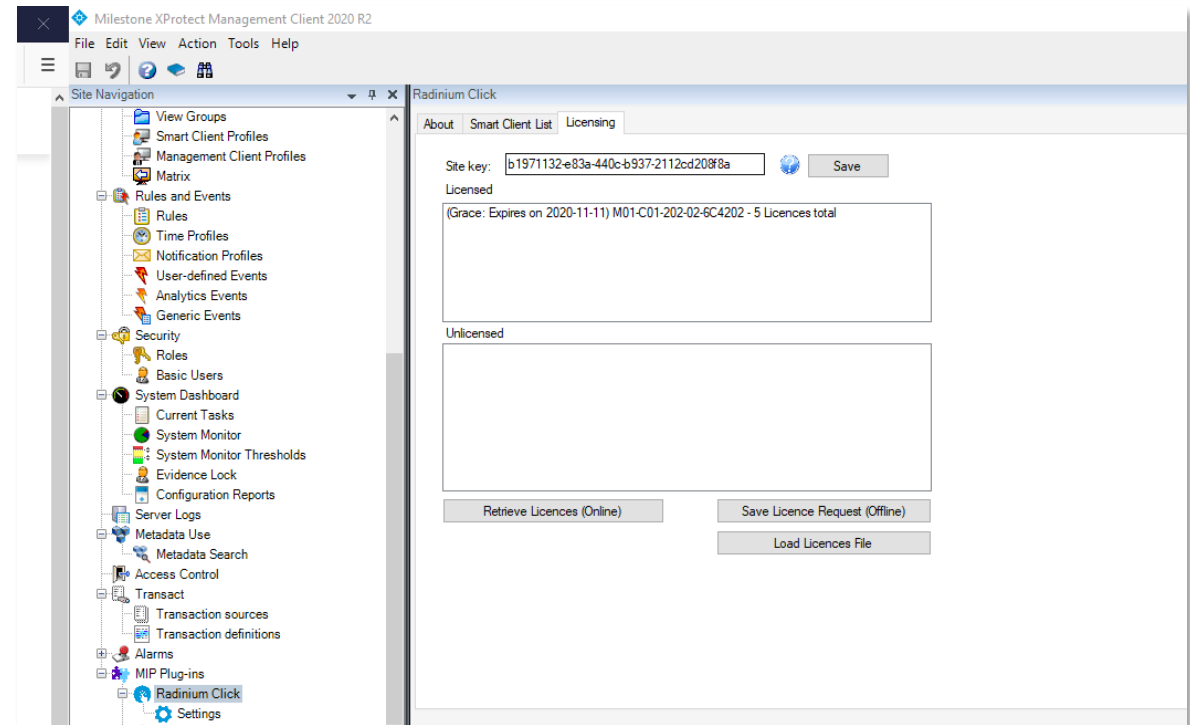 Milestone XProtect Management Client 2020 R2
File Edit View Action Tools Help
Site Navigation
View Groups
Smart Client Profiles
Management Client Profiles
Matrix
Rules and Events
Rules
Time Profiles
Notification Profiles
User-defined Events
Analytics Events
Generic Events
Security
Roles
Basic Users
System Dashboard
Current Tasks
System Monitor
System Monitor Thresholds
Evidence Lock
Configuration Reports
Server Logs
Metadata Use
Metadata Search
Access Control
Transact
Transaction sources
Transaction definitions
Alarms
MIP Plug-ins
Radinium Click
Settings
Radinium Click
About Smart Client List Licensing
Site key: b1971132-e83a-440c-b937-2112cd208f8a Save
Licensed
(Grace: Expires on 2020-11-11) M01-C01-202-02-6C4202 - 5 Licences total
Unlicensed
Retrieve Licences (Online) Save Licence Request (Offline)
Load Licences File